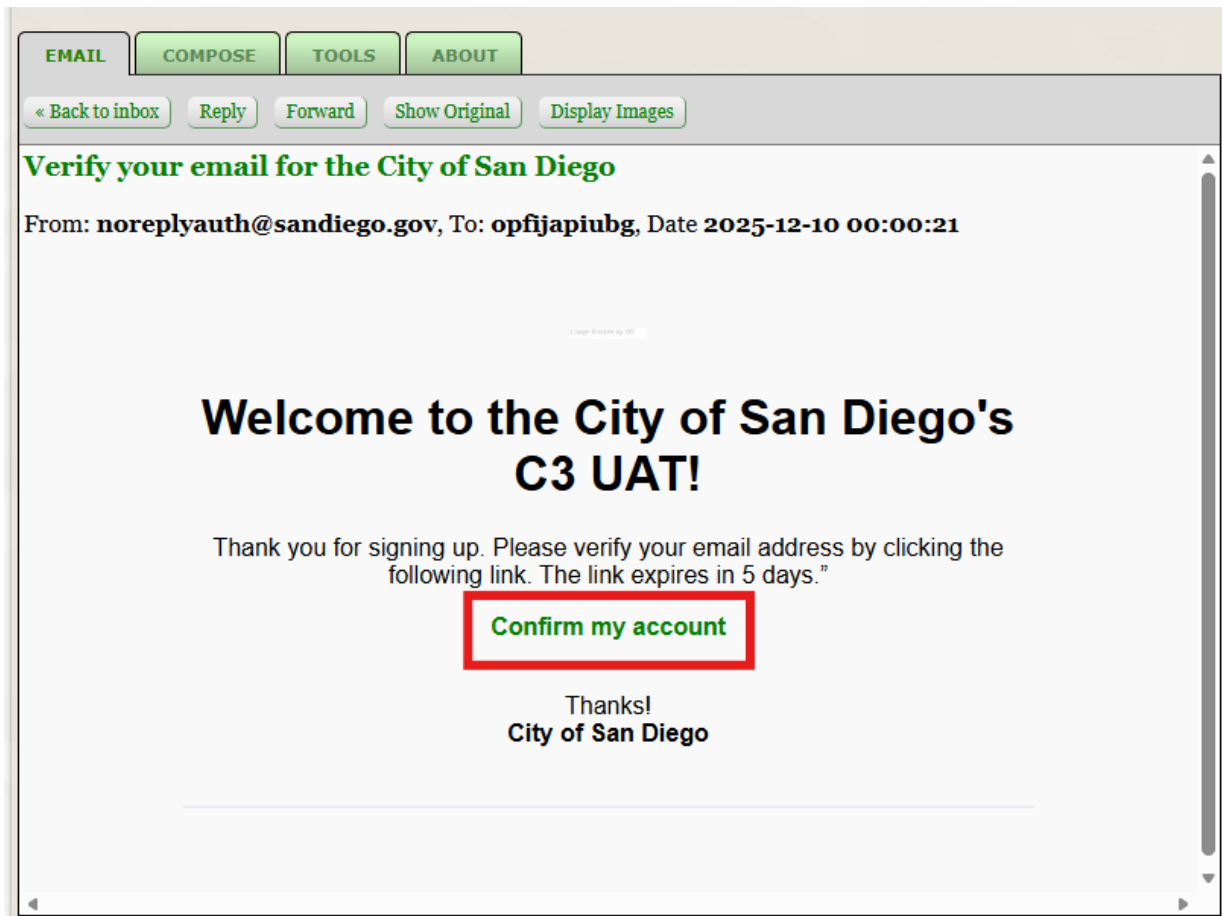 EMAIL COMPOSE TOOLS ABOUT
« Back to inbox Reply Forward Show Original Display Images
Verify your email for the City of San Diego
From: noreplyauth@sandiego.gov, To: opfijapiubg, Date 2025-12-10 00:00:21
Welcome to the City of San Diego's
C3 UAT!
Thank you for signing up. Please verify your email address by clicking the
following link. The link expires in 5 days.”
Confirm my account
Thanks!
City of San Diego